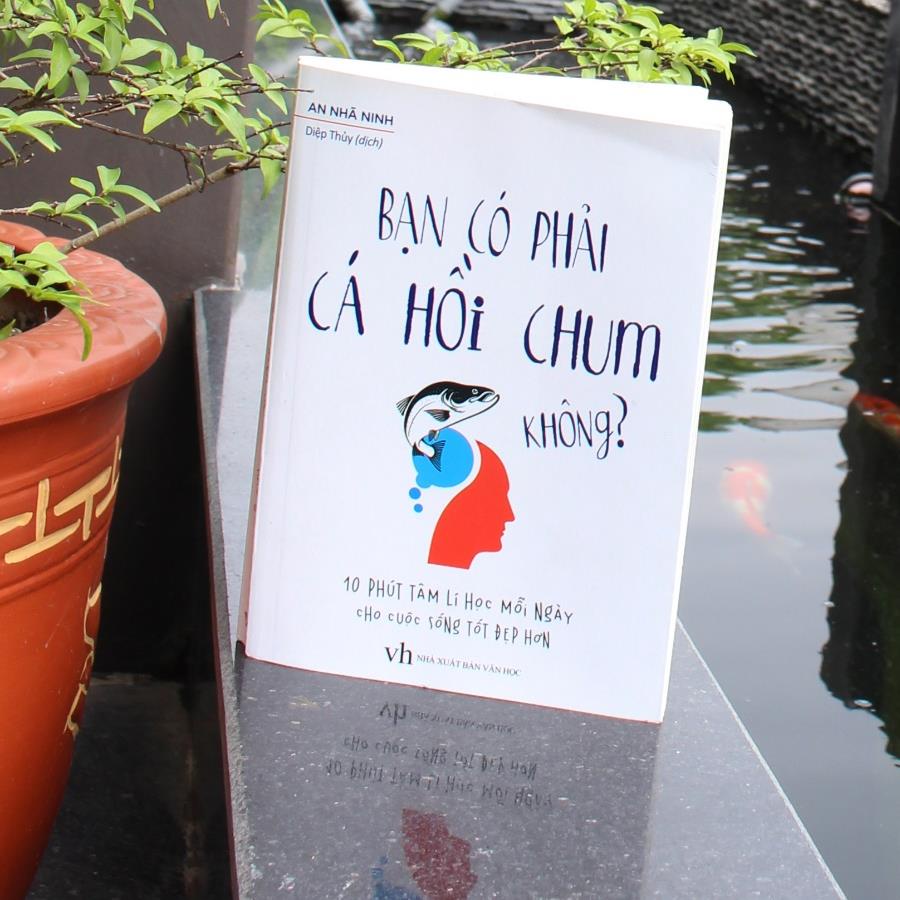 AN NHÃ NINH
Diệp Thủy (dịch)
BẠN CÓ PHẢI
CÁ HỒi CHUM
KHÔNG?
10 PHÚT TÂM Lí HỌC MỖi NGÀY
CHO CUỘC SỐNG TỐT ĐẸP HƠN
vh NHÀ XUẤT BẢN VĂN HỌC